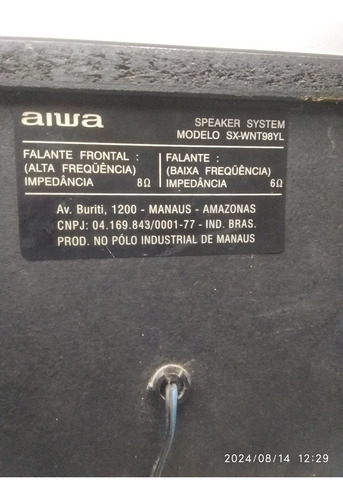 aiwa
SPEAKER SYSTEM
MODELO SX-WNT98YL
FALANTE FRONTAL :
(ALTA FREQÜÊNCIA)
IMPEDÂNCIA 8Ω
FALANTE :
(BAIXA FREQÜÊNCIA)
IMPEDÂNCIA 6Ω
Av. Buriti, 1200 - MANAUS - AMAZONAS
CNPJ: 04.169.843/0001-77 - IND. BRAS.
PROD. NO PÓLO INDUSTRIAL DE MANAUS
2024/08/14 12:29